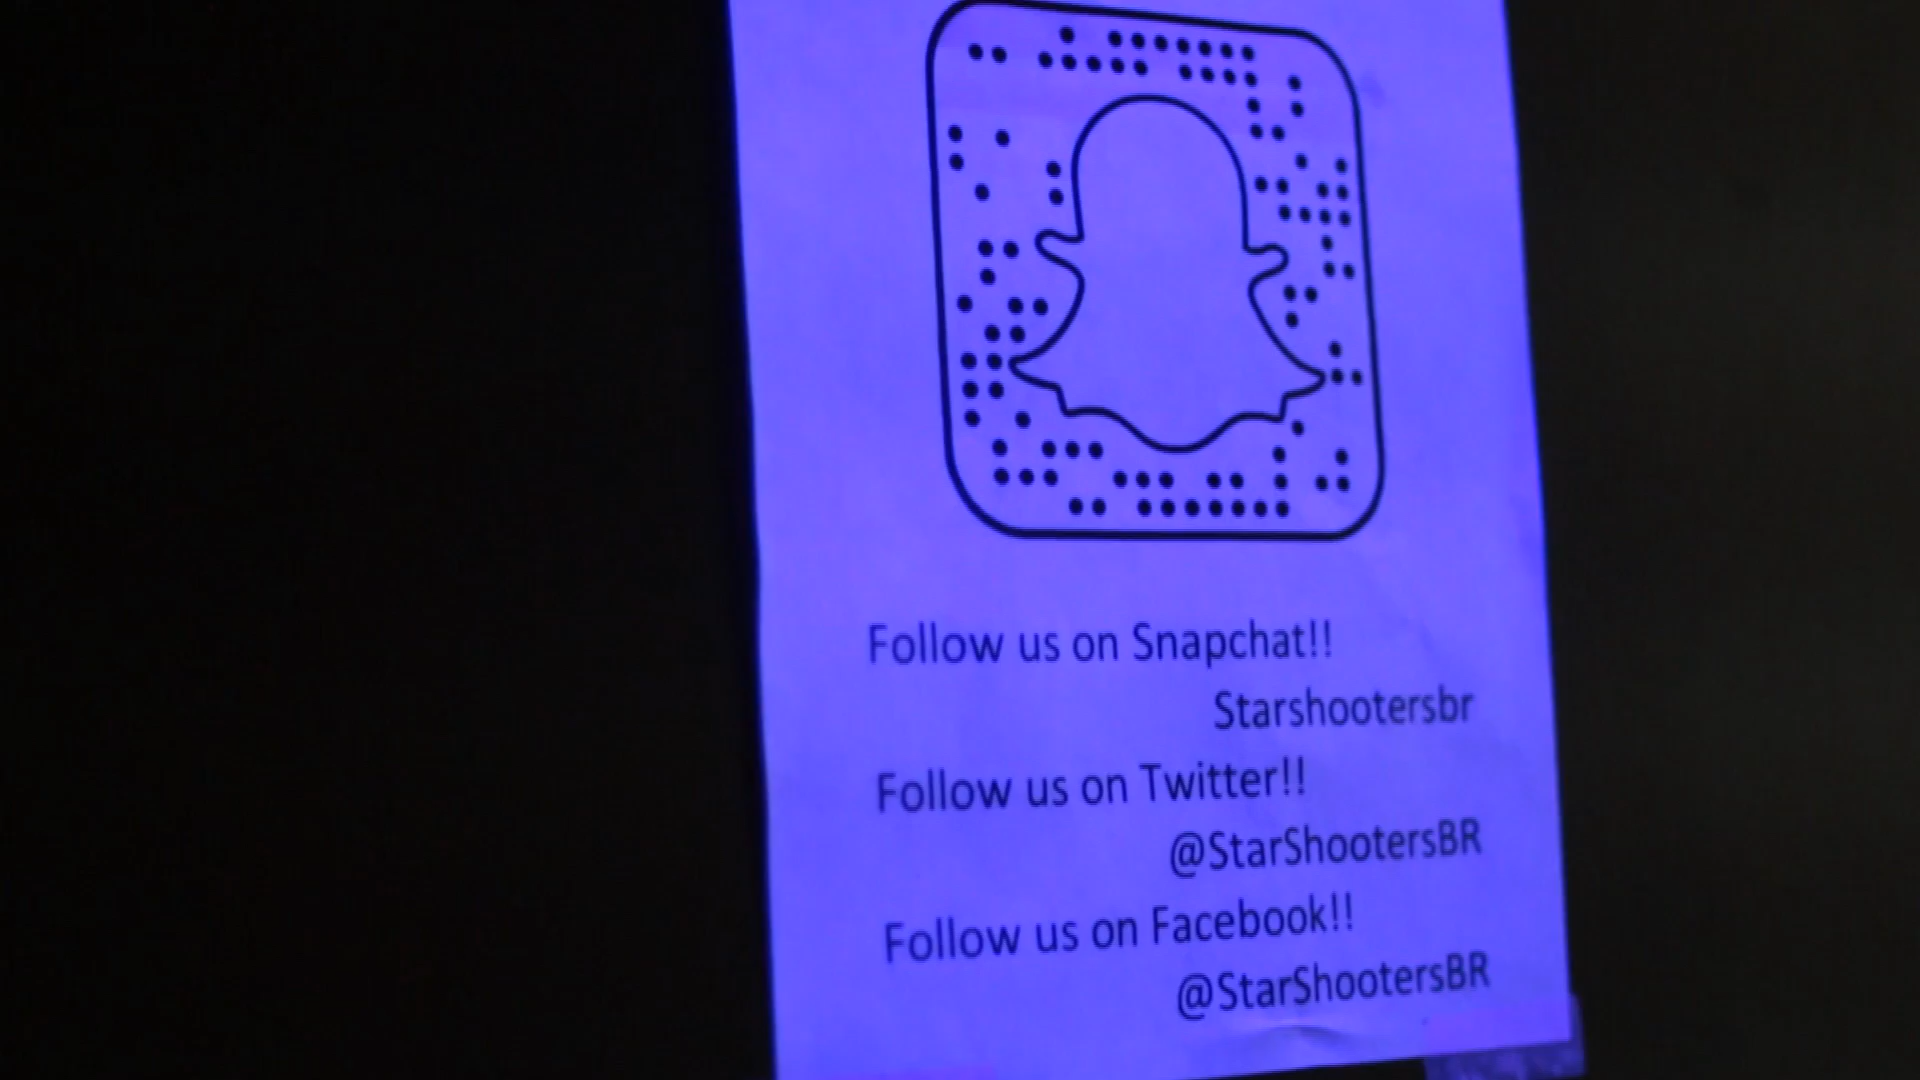 Follow us on Snapchat!!
Starshootersbr
Follow us on Twitter!!
@StarShootersBR
Follow us on Facebook!!
@StarShootersBR